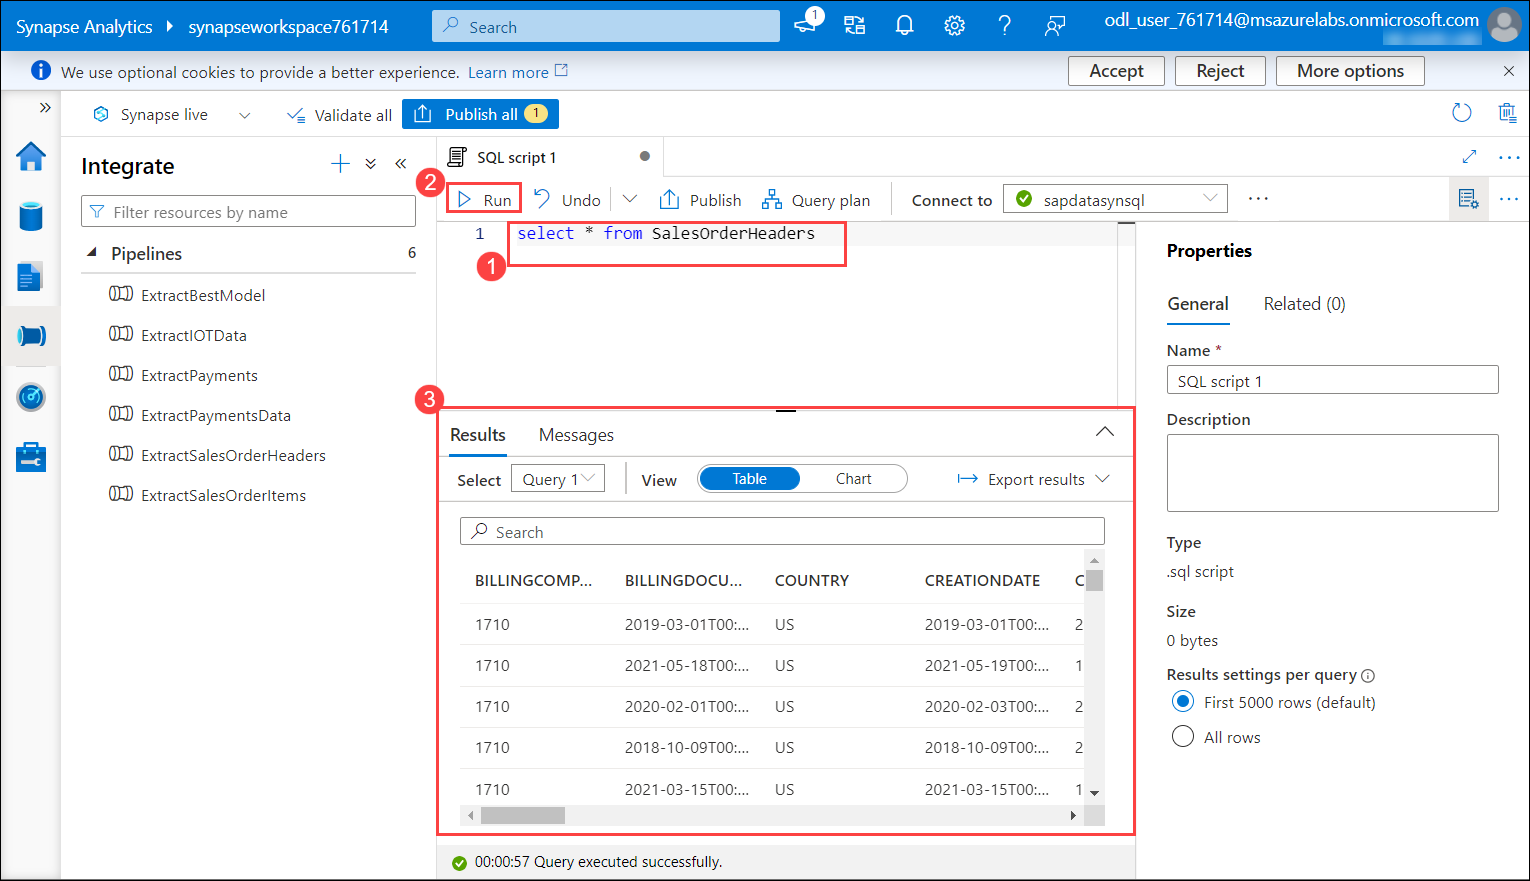 Synapse Analytics synapseworkspace761714 Search 1 odl_user_761714@msazurelabs.onmicrosoft.com
We use optional cookies to provide a better experience. Learn more Accept Reject More options
Synapse live Validate all Publish all 1
Integrate
Filter resources by name
Pipelines 6
ExtractBestModel
ExtractIOTData
ExtractPayments
ExtractPaymentsData
ExtractSalesOrderHeaders
ExtractSalesOrderItems
SQL script 1
2 Run Undo Publish Query plan Connect to sapdatasynsql
1 select * from SalesOrderHeaders
1
3
Results Messages
Select Query 1 View Table Chart Export results
Search
BILLINGCOMP... BILLINGDOCU... COUNTRY CREATIONDATE C
1710 2019-03-01T00:... US 2019-03-01T00:... 2
1710 2021-05-18T00:... US 2021-05-19T00:... 1
1710 2020-02-01T00:... US 2020-02-03T00:... 2
1710 2018-10-09T00:... US 2018-10-09T00:... 2
1710 2021-03-15T00:... US 2021-03-15T00:... 1
00:00:57 Query executed successfully.
Properties
General Related (0)
Name *
SQL script 1
Description
Type
.sql script
Size
0 bytes
Results settings per query
First 5000 rows (default)
All rows